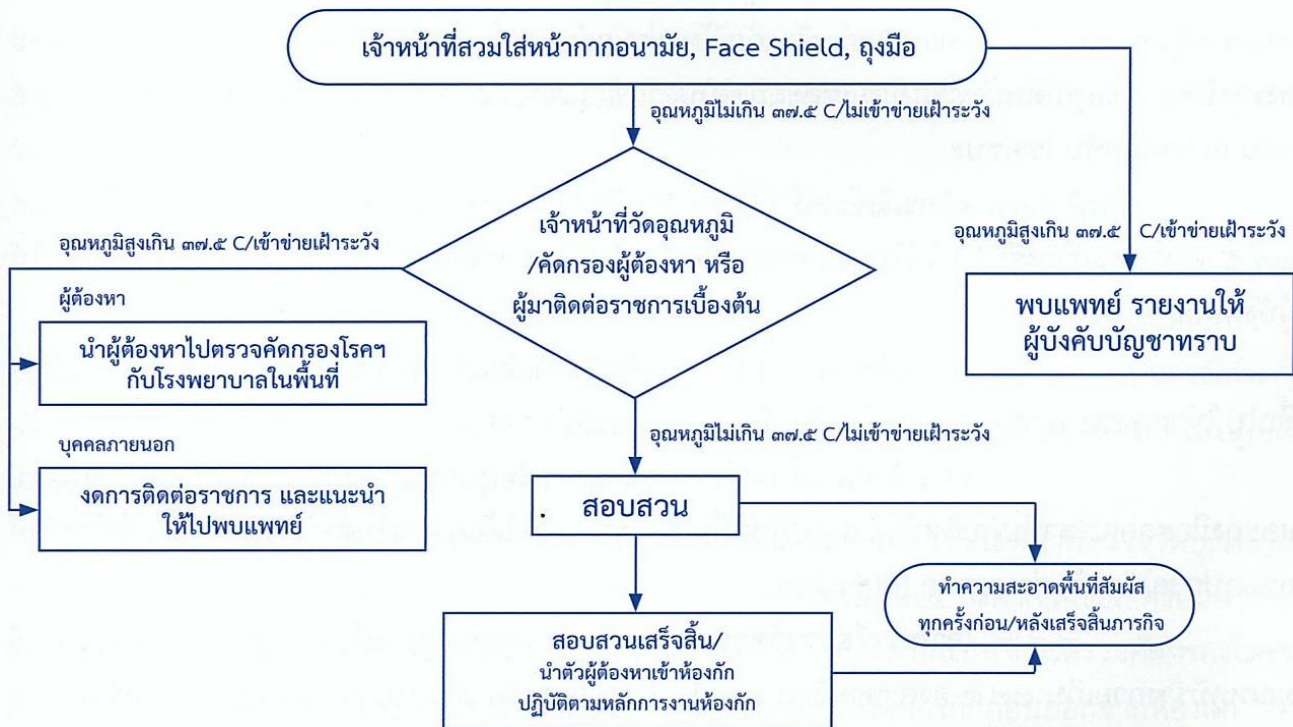 เจ้าหน้าที่สวมใส่หน้ากากอนามัย, Face Shield, ถุงมือ
อุณหภูมิไม่เกิน ๓๗.๕ C/ไม่เข้าข่ายเฝ้าระวัง
เจ้าหน้าที่วัดอุณหภูมิ
/คัดกรองผู้ต้องหา หรือ
ผู้มาติดต่อราชการเบื้องต้น
อุณหภูมิสูงเกิน ๓๗.๕ C/เข้าข่ายเฝ้าระวัง
อุณหภูมิสูงเกิน ๓๗.๕ C/เข้าข่ายเฝ้าระวัง
พบแพทย์ รายงานให้
ผู้บังคับบัญชาทราบ
ผู้ต้องหา
นำผู้ต้องหาไปตรวจคัดกรองโรคฯ
กับโรงพยาบาลในพื้นที่
บุคคลภายนอก
งดการติดต่อราชการ และแนะนำ
ให้ไปพบแพทย์
อุณหภูมิไม่เกิน ๓๗.๕ C/ไม่เข้าข่ายเฝ้าระวัง
สอบสวน
ทำความสะอาดพื้นที่สัมผัส
ทุกครั้งก่อน/หลังเสร็จสิ้นภารกิจ
สอบสวนเสร็จสิ้น/
นำตัวผู้ต้องหาเข้าห้องกัก
ปฏิบัติตามหลักการงานห้องกัก